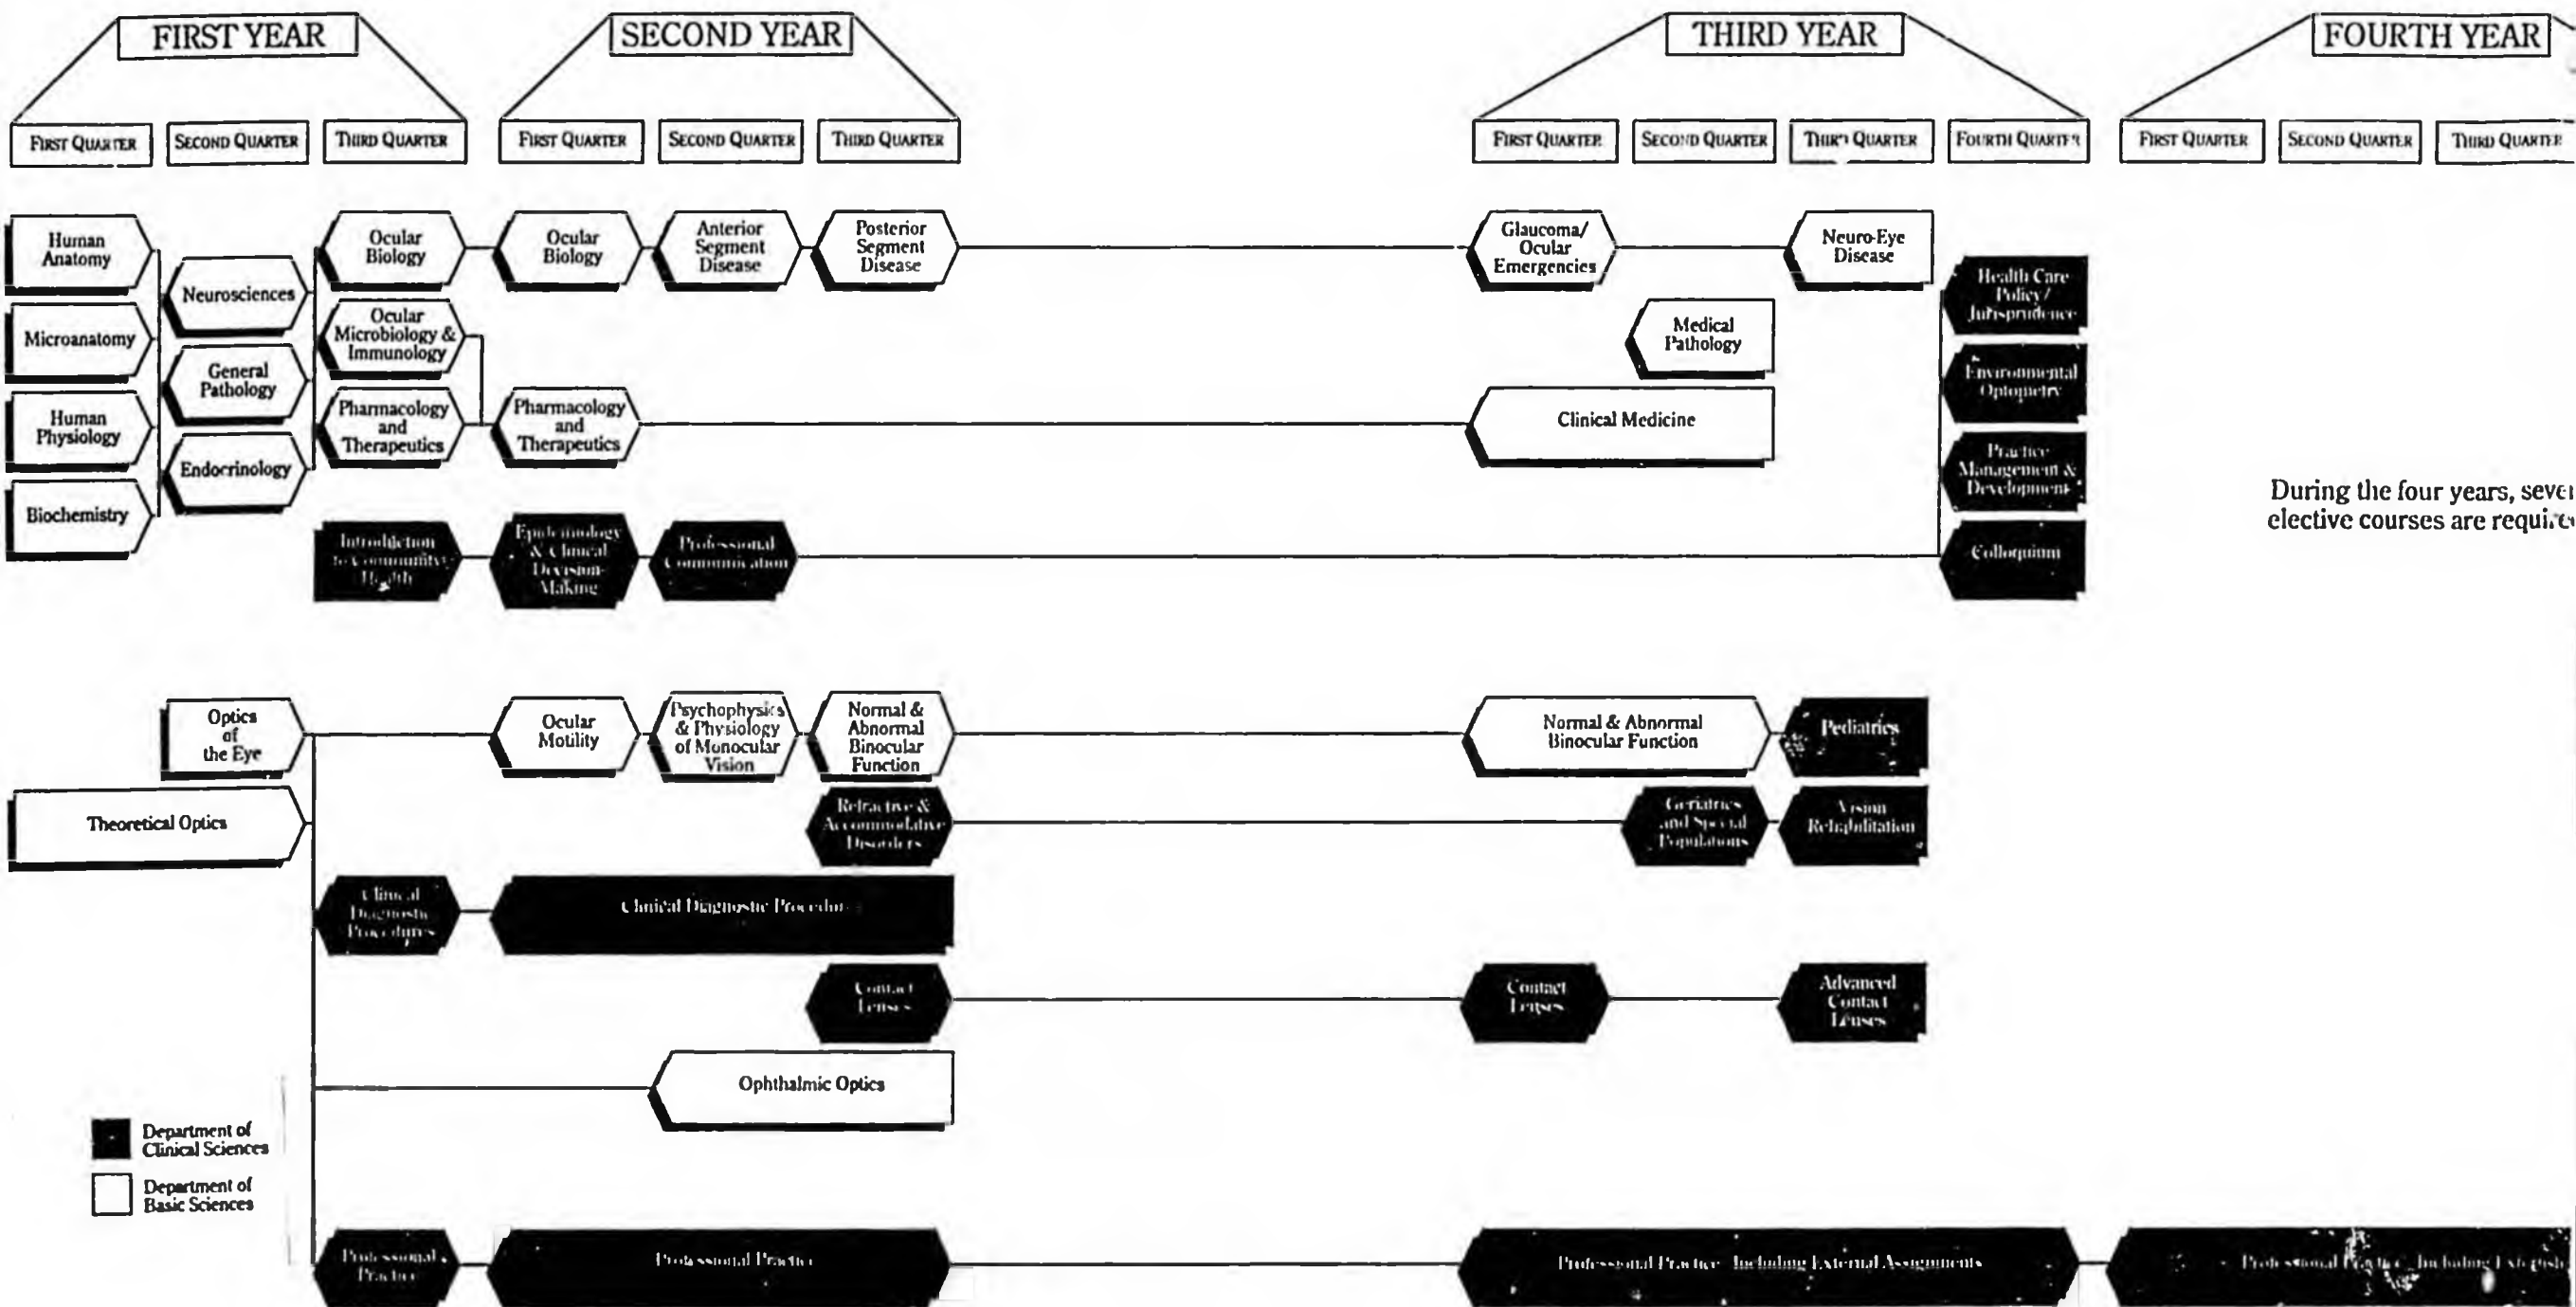 FIRST YEAR
SECOND YEAR
THIRD YEAR
FOURTH YEAR
FIRST QUARTER
SECOND QUARTER
THIRD QUARTER
FIRST QUARTER
SECOND QUARTER
THIRD QUARTER
FIRST QUARTER
SECOND QUARTER
THIRD QUARTER
FOURTH QUARTER
FIRST QUARTER
SECOND QUARTER
THIRD QUARTER
Human
Anatomy
Microanatomy
Human
Physiology
Biochemistry
Neurosciences
General
Pathology
Endocrinology
Ocular
Biology
Ocular
Microbiology &
Immunology
Pharmacology
and
Therapeutics
Introduction
to Community
Health
Ocular
Biology
Pharmacology
and
Therapeutics
Epidemiology
& Clinical
Decision-
Making
Anterior
Segment
Disease
Professional
Communication
Posterior
Segment
Disease
Glaucoma/
Ocular
Emergencies
Medical
Pathology
Clinical Medicine
Neuro-Eye
Disease
Health Care
Policy/
Jurisprudence
Environmental
Optometry
Practice
Management &
Development
Colloquium
During the four years,
elective courses are
Optics
of
the Eye
Theoretical Optics
Ocular
Motility
Psychophysics
& Physiology
of Monocular
Vision
Normal &
Abnormal
Binocular
Function
Normal & Abnormal
Binocular Function
Pediatrics
Refractive &
Accommodative
Disorders
Geriatrics
and Special
Populations
Vision
Rehabilitation
Clinical
Diagnostic
Procedures
Clinical Diagnostic Procedures
Contact
Lenses
Contact
Lenses
Advanced
Contact
Lenses
Ophthalmic Optics
Department of
Clinical Sciences
Department of
Basic Sciences
Professional
Practice
Professional Practice
Professional Practice Including External Assignments
Professional Practice Including